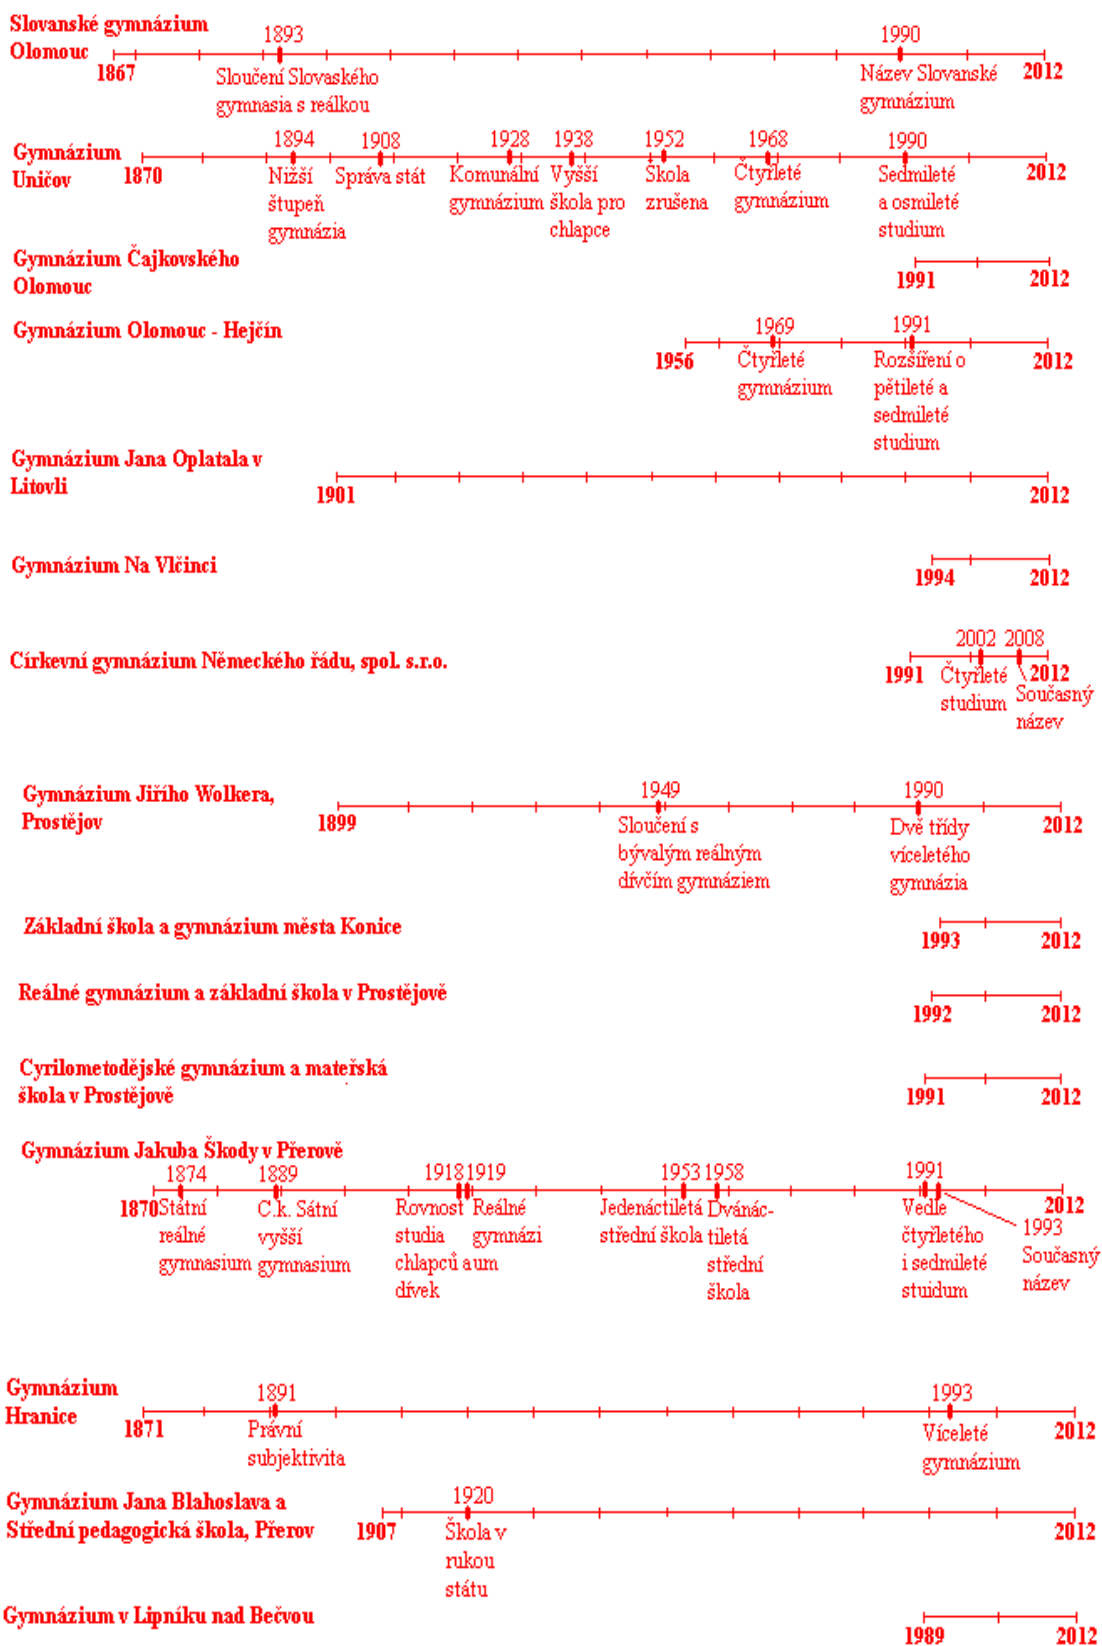 Slovanské gymnázium
Olomouc
1893
1990
1867
2012
Sloučení Slovaského
gymnasia s reálkou
Název Slovanské
gymnázium
Gymnázium
Uničov
1894
1908
1928
1938
1952
1968
1990
1870
2012
Nižší
štupeň
gymnázia
Správa stát
Komunální
gymnázium
Vyšší
škola pro
chlapce
Škola
zrušena
Čtyřleté
gymnázium
Sedmileté
a osmileté
studium
Gymnázium Čajkovského
Olomouc
1991
2012
Gymnázium Olomouc - Hejčín
1969
1991
1956
2012
Čtyřleté
gymnázium
Rozšíření o
pětileté a
sedmileté
studium
Gymnázium Jana Oplatala v
Litovli
1901
2012
Gymnázium Na Vlčinci
1994
2012
Církevní gymnázium Německého řádu, spol. s.r.o.
2002
2008
1991
2012
Čtyřleté
studium
Současný
název
Gymnázium Jiřího Wolkera,
Prostějov
1949
1990
1899
2012
Sloučení s
bývalým reálným
dívčím gymnáziem
Dvě třídy
víceletého
gymnázia
Základní škola a gymnázium města Konice
1993
2012
Reálné gymnázium a základní škola v Prostějově
1992
2012
Cyrilometodějské gymnázium a mateřská
škola v Prostějově
1991
2012
Gymnázium Jakuba Škody v Přerově
1874
1889
1918
1919
1953
1958
1991
1870
2012
Státní
reálné
gymnasium
C.k. Sátní
vyšší
gymnasium
Rovnost
studia
chlapců a
dívek
Reálné
gymnázi
um
Jedenáctiletá
střední škola
Dvánác-
tiletá
střední
škola
Vedle
čtyřletého
i sedmileté
stuidum
1993
Současný
název
Gymnázium
Hranice
1891
1993
1871
2012
Právní
subjektivita
Víceleté
gymnázium
Gymnázium Jana Blahoslava a
Střední pedagogická škola, Přerov
1920
1907
2012
Škola v
rukou
státu
Gymnázium v Lipníku nad Bečvou
1989
2012